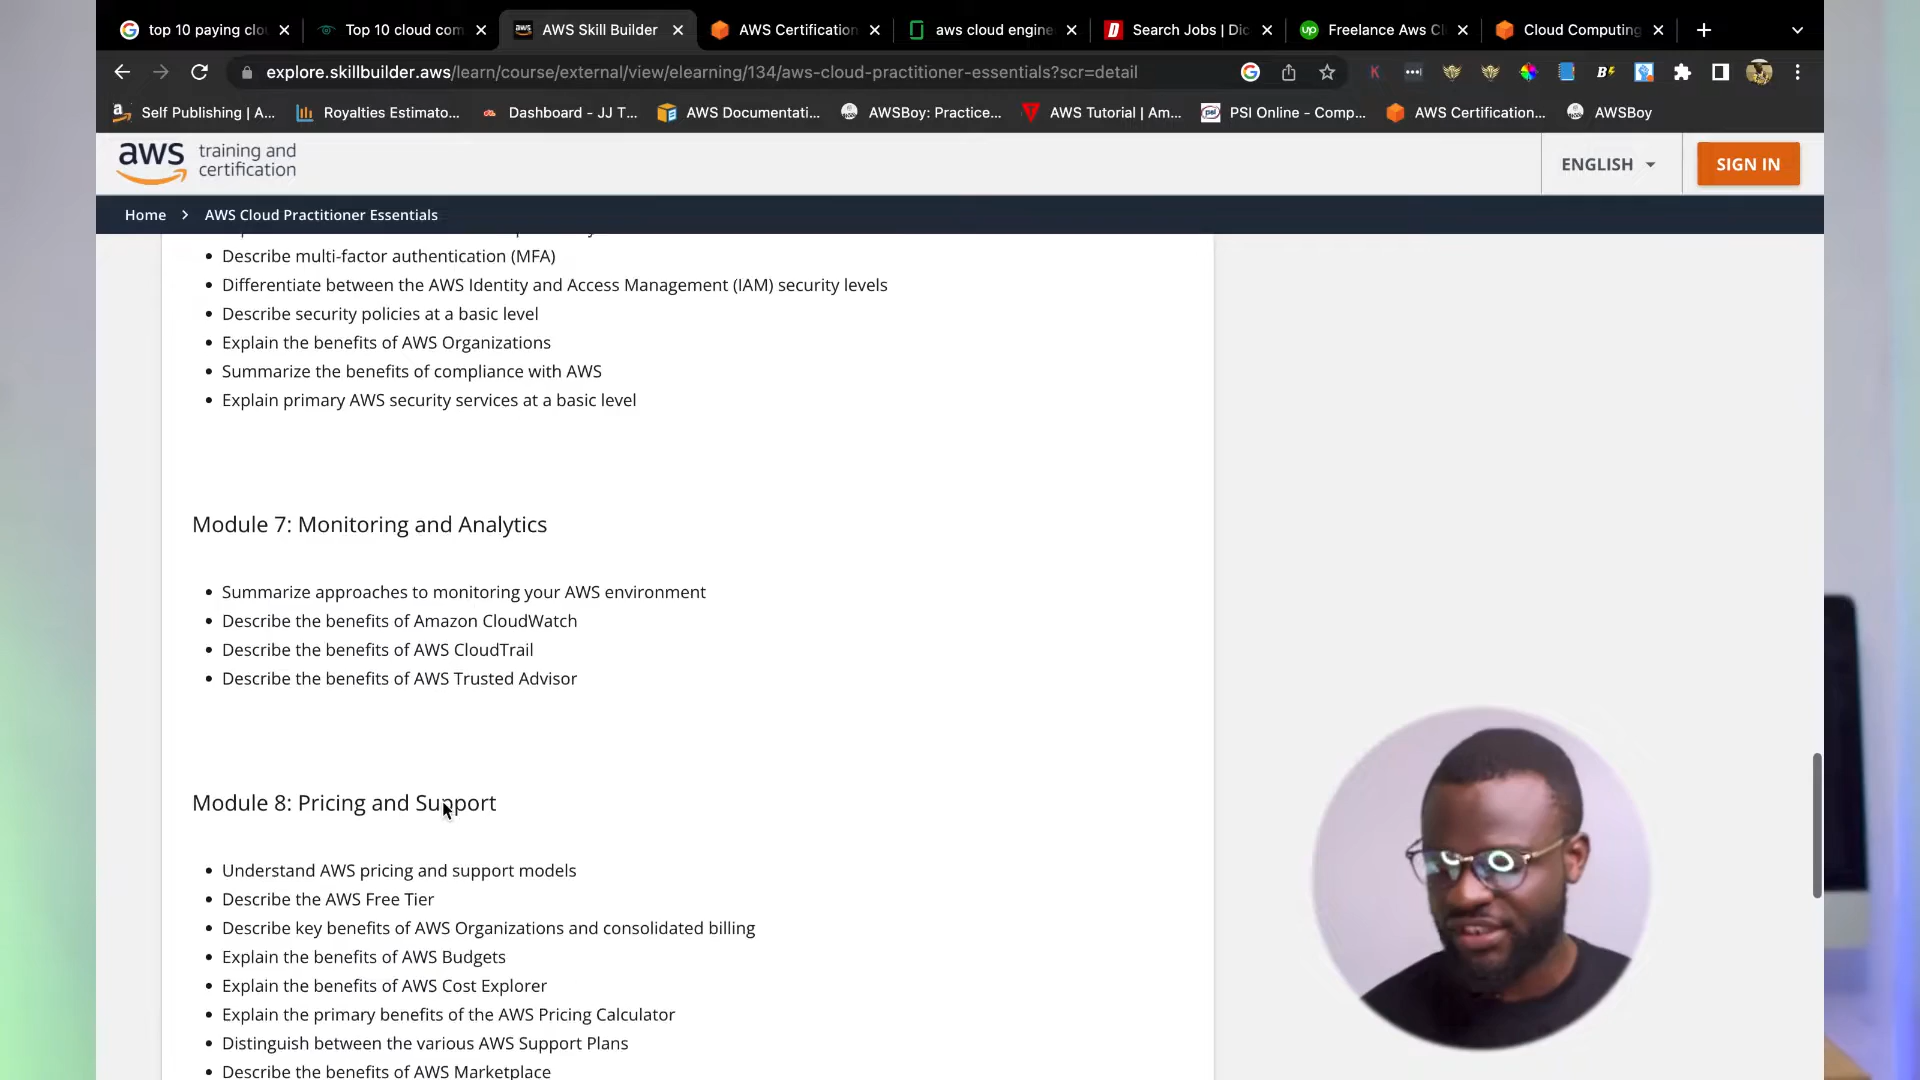 top 10 paying clo
Top 10 cloud com
AWS Skill Builder
AWS Certification
aws cloud engine
Search Jobs | Dic
Freelance Aws Cl
Cloud Computing
explore.skillbuilder.aws/learn/course/external/view/elearning/134/aws-cloud-practitioner-essentials?scr=detail
Self Publishing | A...
Royalties Estimato...
Dashboard - JJ T...
AWS Documentati...
AWSBoy: Practice...
AWS Tutorial | Am...
PSI Online - Comp...
AWS Certification...
AWSBoy
aws training and
certification
ENGLISH
SIGN IN
Home > AWS Cloud Practitioner Essentials
• Describe multi-factor authentication (MFA)
• Differentiate between the AWS Identity and Access Management (IAM) security levels
• Describe security policies at a basic level
• Explain the benefits of AWS Organizations
• Summarize the benefits of compliance with AWS
• Explain primary AWS security services at a basic level
Module 7: Monitoring and Analytics
• Summarize approaches to monitoring your AWS environment
• Describe the benefits of Amazon CloudWatch
• Describe the benefits of AWS CloudTrail
• Describe the benefits of AWS Trusted Advisor
Module 8: Pricing and Support
• Understand AWS pricing and support models
• Describe the AWS Free Tier
• Describe key benefits of AWS Organizations and consolidated billing
• Explain the benefits of AWS Budgets
• Explain the benefits of AWS Cost Explorer
• Explain the primary benefits of the AWS Pricing Calculator
• Distinguish between the various AWS Support Plans
• Describe the benefits of AWS Marketplace